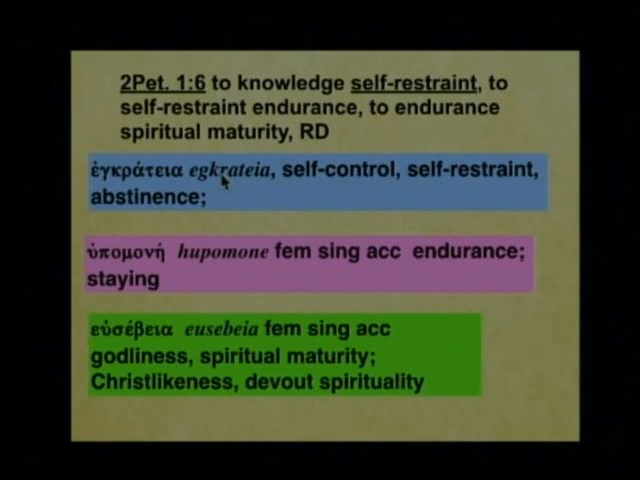 2Pet. 1:6 to knowledge self-restraint, to
self-restraint endurance, to endurance
spiritual maturity, RD
ἐγκράτεια egkrateia, self-control, self-restraint,
abstinence;
ὑπομονή hupomone fem sing acc endurance;
staying
εὐσέβεια eusebeia fem sing acc
godliness, spiritual maturity;
Christlikeness, devout spirituality